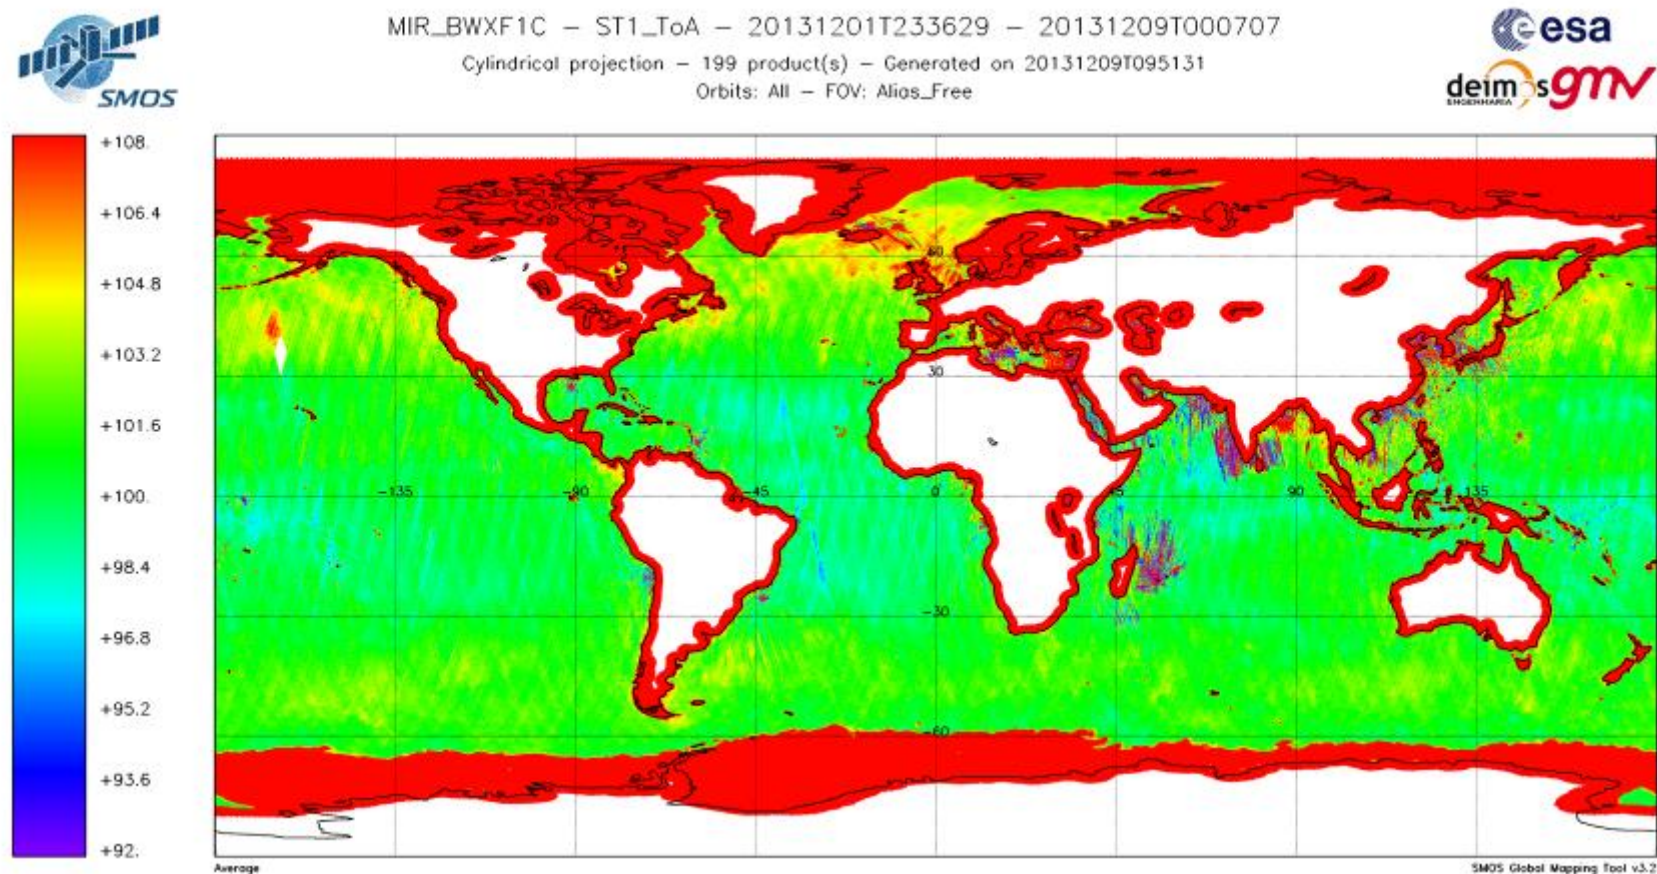 SMOS
MIR_BWXF1C – ST1_ToA – 20131201T233629 – 20131209T000707
Cylindrical projection – 199 product(s) – Generated on 20131209T095131
Orbits: All – FOV: Alias_Free
esa
deimos
ENGENHARIA
gmv
+108.
+106.4
+104.8
+103.2
+101.6
+100.
+98.4
+96.8
+95.2
+93.6
+92.
60
30
-135
-90
-45
0
45
90
135
-30
-60
Average
SMOS Global Mapping Tool v3.2